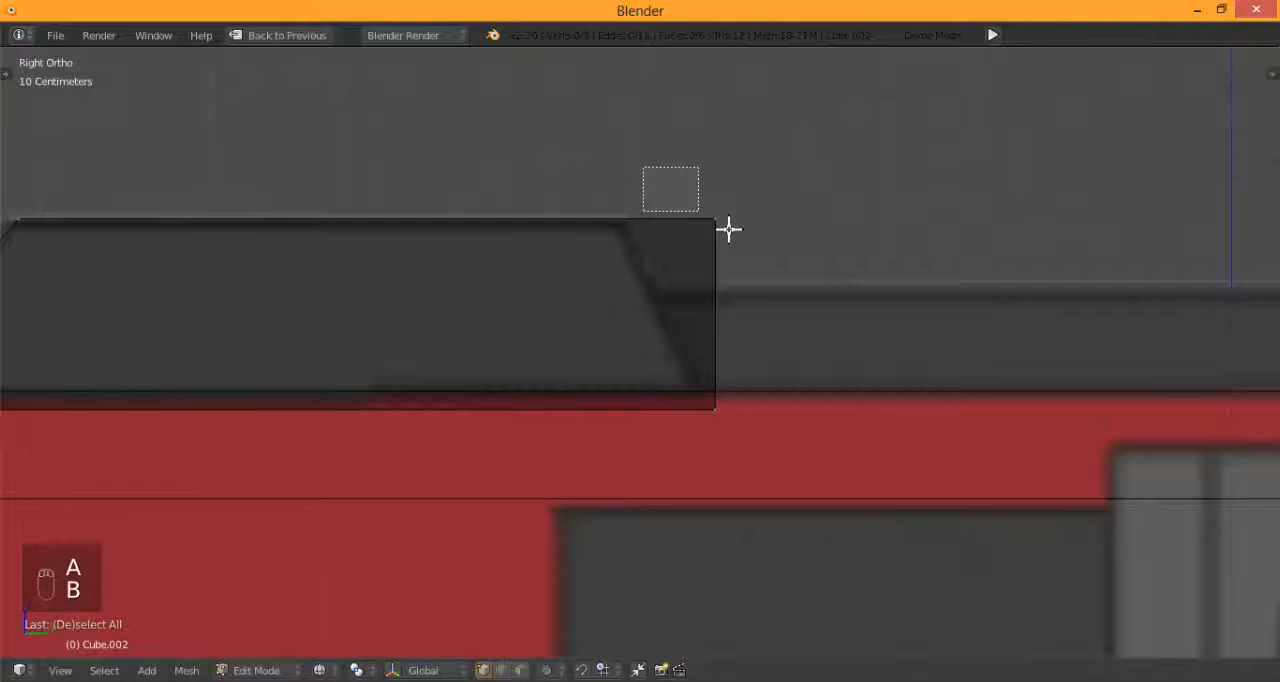 Blender
File Render Window Help Back to Previous Blender Render
Right Ortho
10 Centimeters
A
B
Last: (De)select All
(0) Cube.002
View Select Add Mesh Edit Mode Global